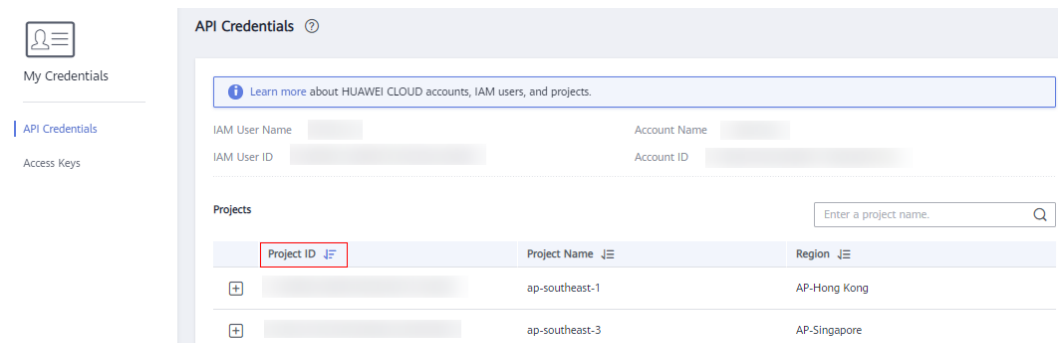 API Credentials
My Credentials
Learn more about HUAWEI CLOUD accounts, IAM users, and projects.
API Credentials
IAM User Name Account Name
Access Keys
IAM User ID Account ID
Projects
Enter a project name.
Project ID Project Name Region
ap-southeast-1 AP-Hong Kong
ap-southeast-3 AP-Singapore